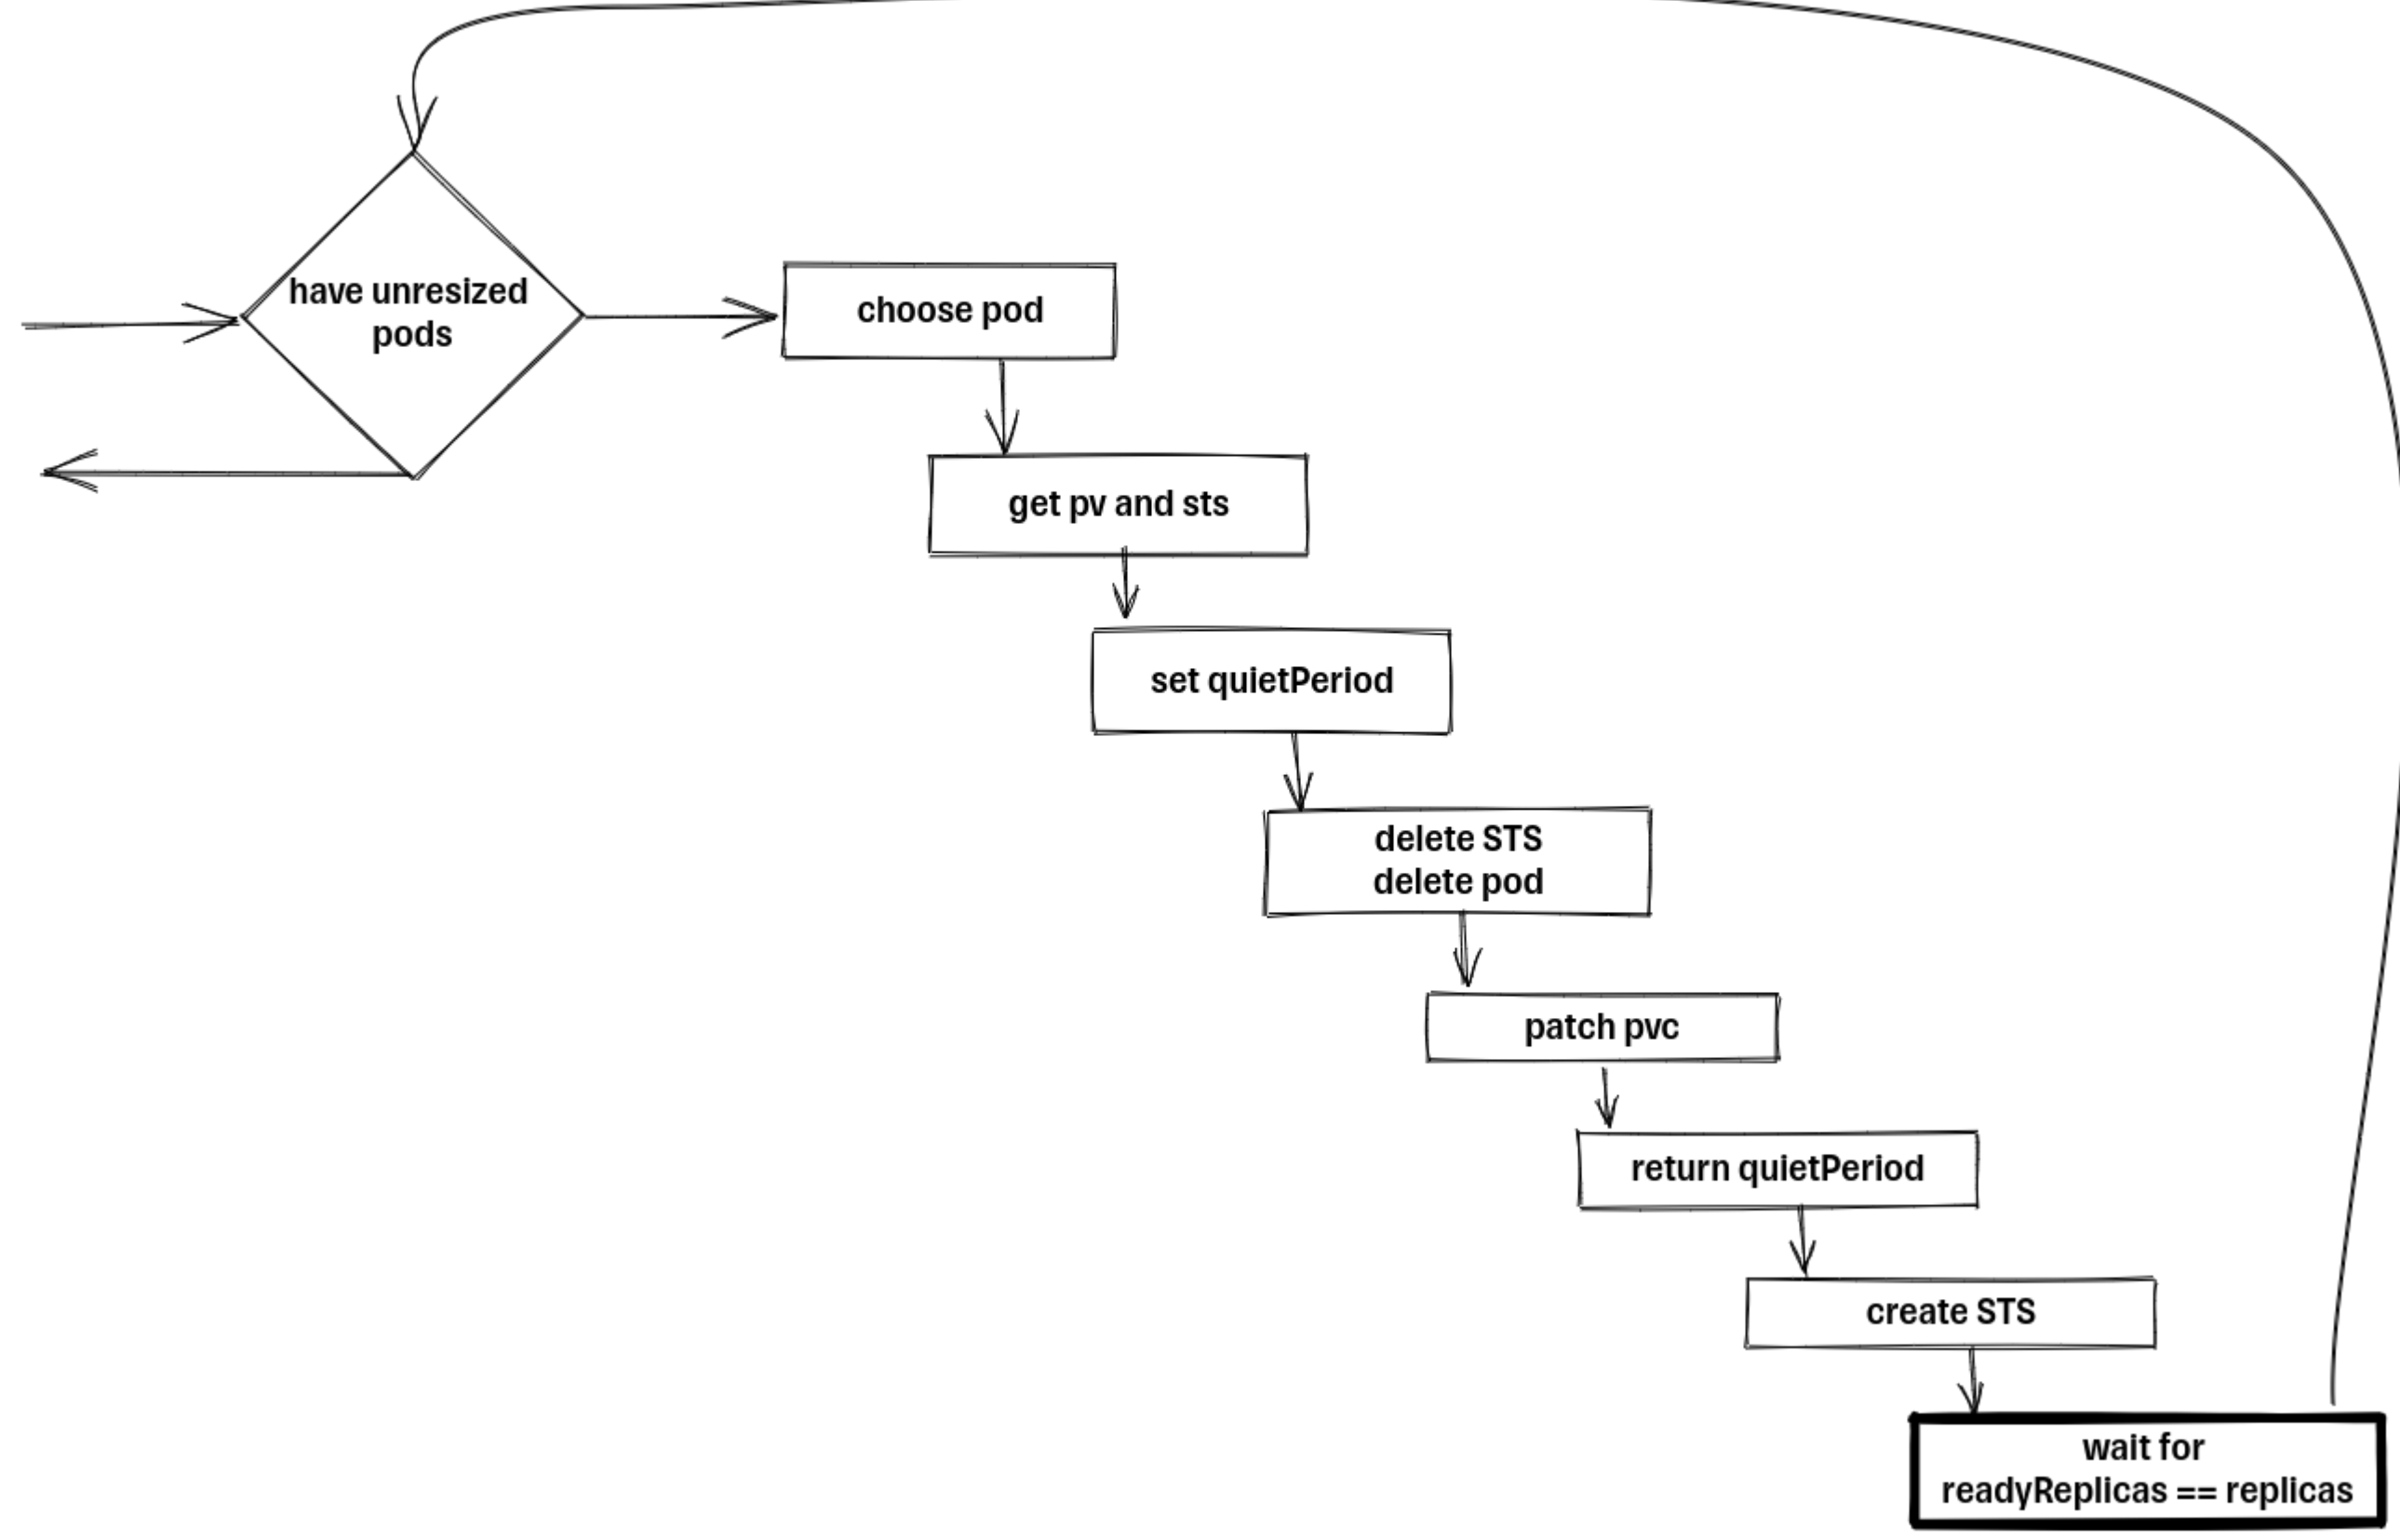 have unresized
pods
choose pod
get pv and sts
set quietPeriod
delete STS
delete pod
patch pvc
return quietPeriod
create STS
wait for
readyReplicas == replicas